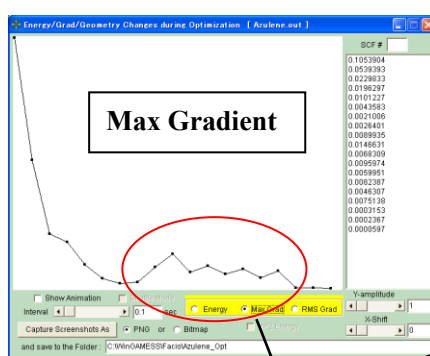 Energy/Grad/Geometry Changes during Optimization [ Azulene.out ]
SCF #
0.1053904
0.0539393
0.0229833
0.0196297
0.0101227
0.0043583
0.0021006
0.0026401
0.0089935
0.0146631
0.0068309
0.0095974
0.0059951
0.0082387
0.0046307
0.0075138
0.0003153
0.0002367
0.0000597
Max Gradient
Show Animation
Interval 0.1 sec
Energy Max Grad RMS Grad
Y-amplitude
1
X-Shift
0
Capture Screenshots As PNG or Bitmap
and save to the Folder : C:\WinGAMESS\Facio\Azulene_Opt